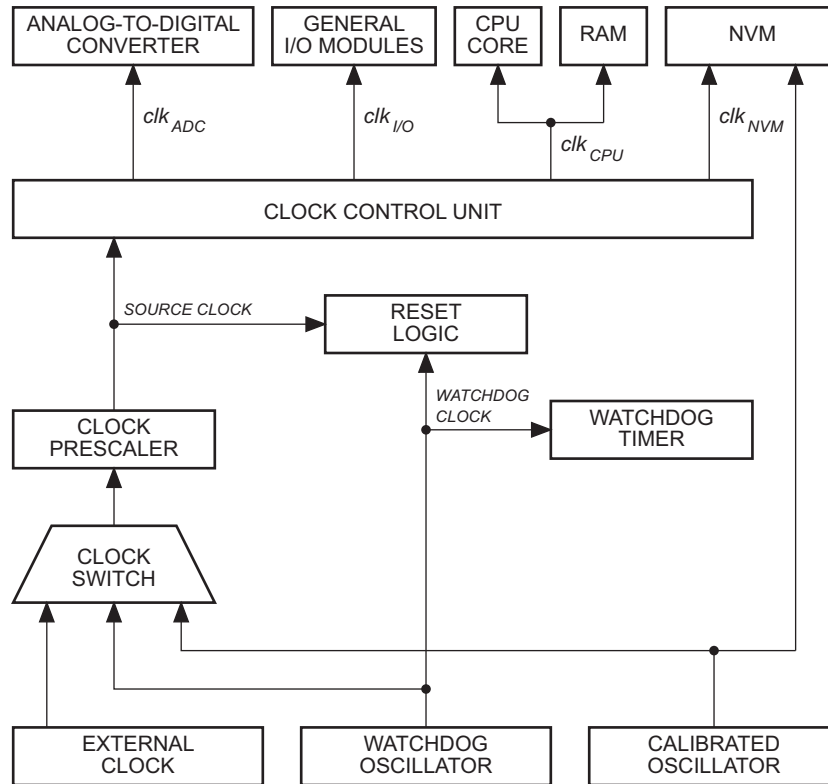 ANALOG-TO-DIGITAL
CONVERTER
GENERAL
I/O MODULES
CPU
CORE
RAM
NVM
clk ADC
clk I/O
clk CPU
clk NVM
CLOCK CONTROL UNIT
SOURCE CLOCK
RESET
LOGIC
WATCHDOG
CLOCK
CLOCK
PRESCALER
WATCHDOG
TIMER
CLOCK
SWITCH
EXTERNAL
CLOCK
WATCHDOG
OSCILLATOR
CALIBRATED
OSCILLATOR